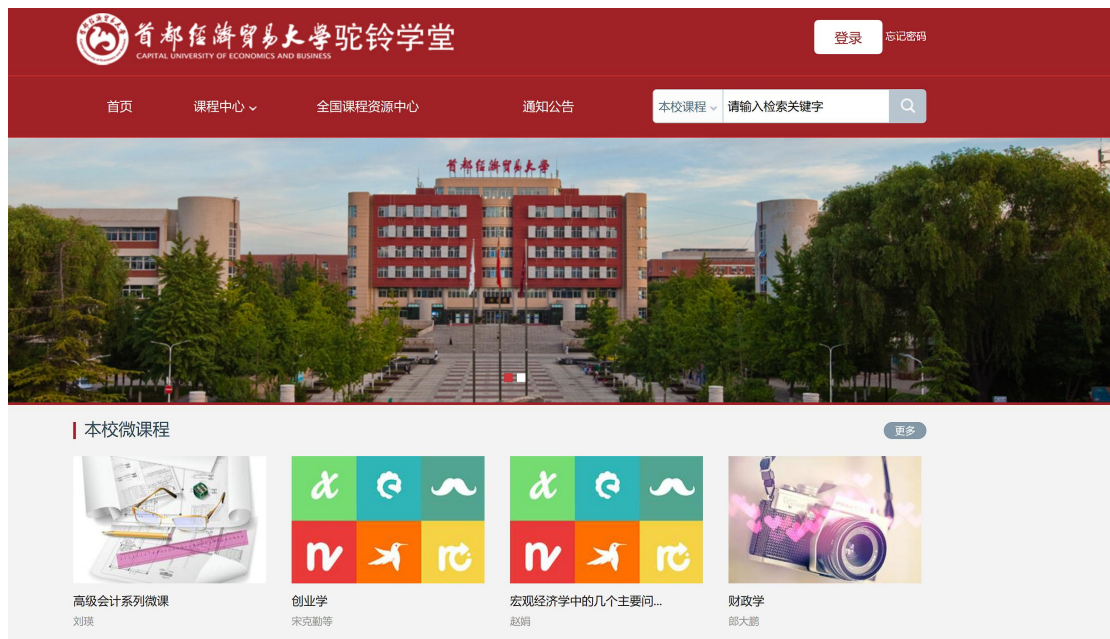 首都经济贸易大学驼铃学堂
CAPITAL UNIVERSITY OF ECONOMICS AND BUSINESS
登录 忘记密码
首页 课程中心 全国课程资源中心 通知公告 本校课程 请输入检索关键字
首都经济贸易大学
本校微课程 更多
高级会计系列微课 创业学 宏观经济学中的几个主要问... 财政学
刘瑛 宋克勤等 赵娟 郎大鹏